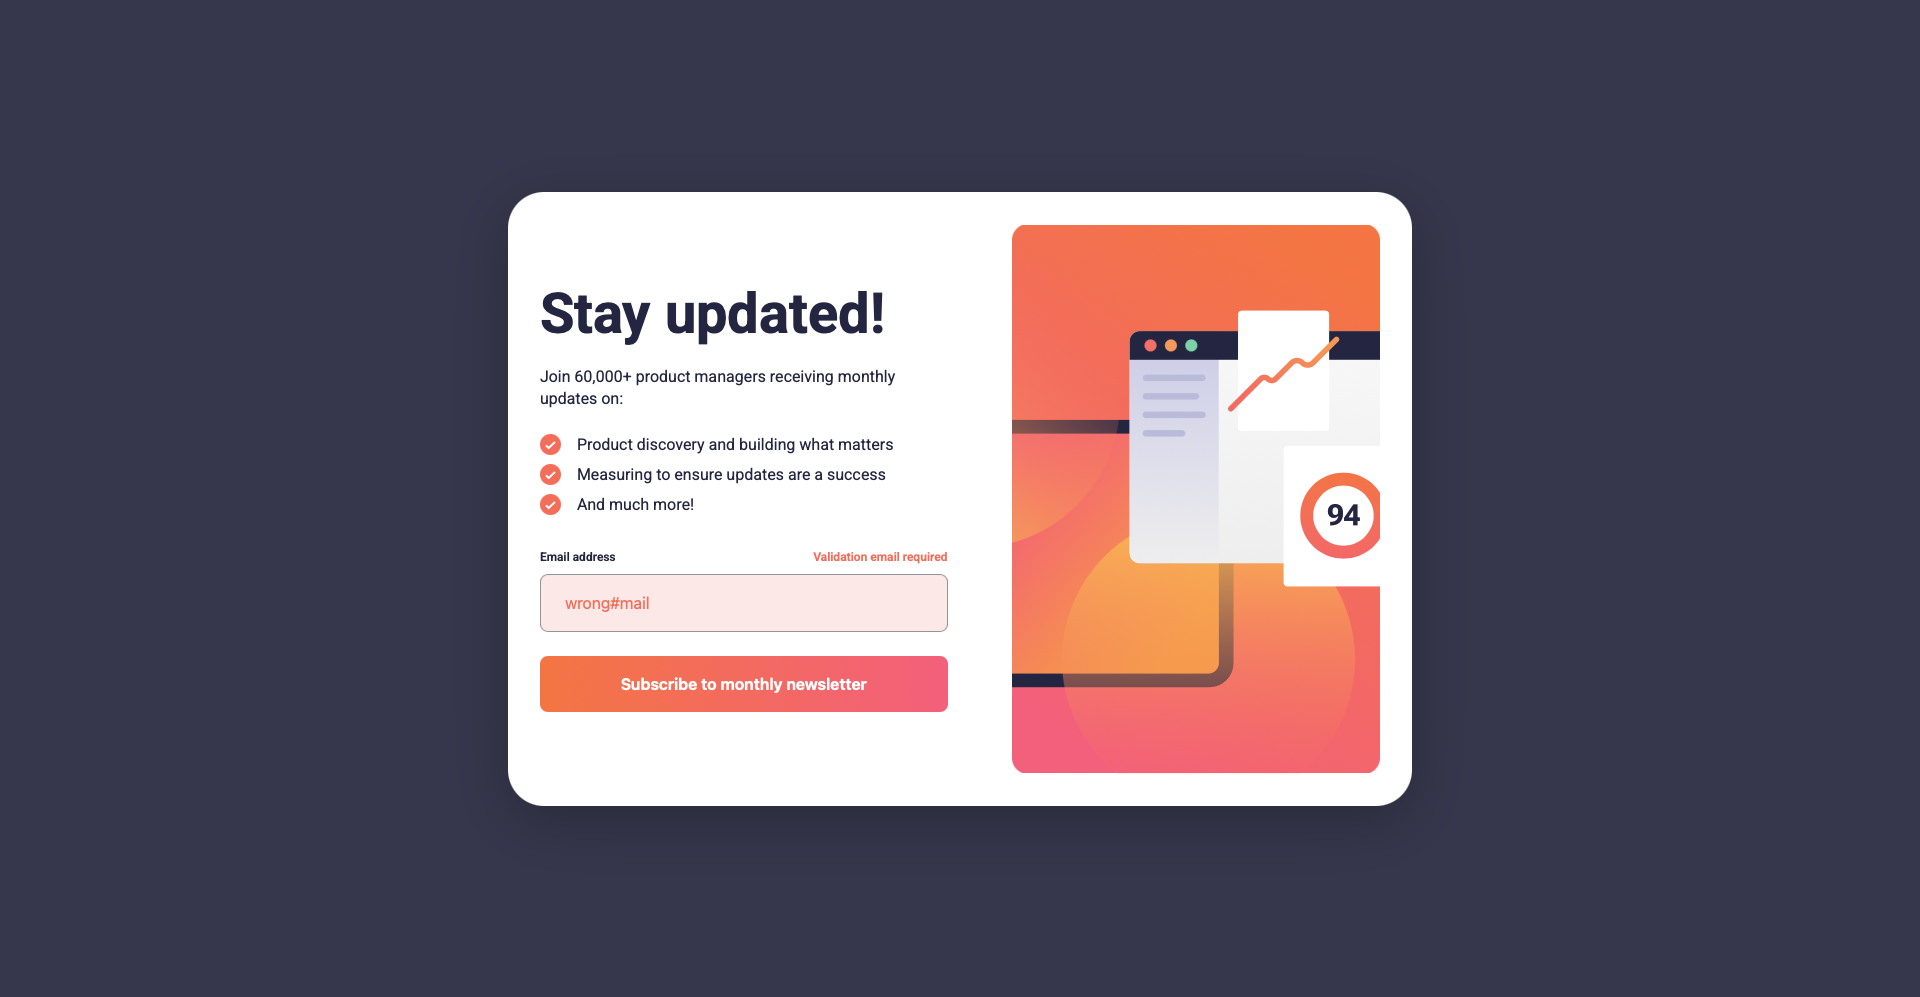 Stay updated!
Join 60,000+ product managers receiving monthly
updates on:
Product discovery and building what matters
Measuring to ensure updates are a success
And much more!
Email address
Validation email required
wrong#mail
Subscribe to monthly newsletter
94